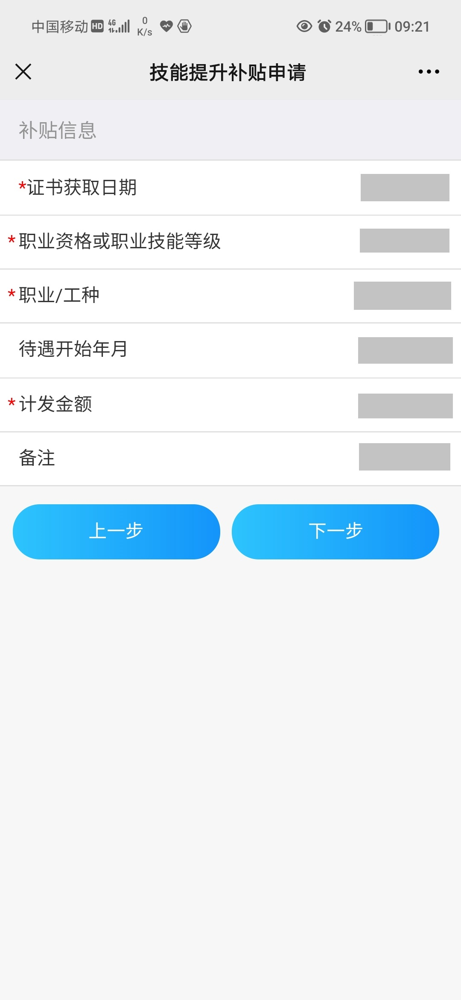 中国移动 HD 4G 0 K/s 24% 09:21
技能提升补贴申请
补贴信息
*证书获取日期
*职业资格或职业技能等级
*职业/工种
待遇开始年月
*计发金额
备注
上一步 下一步